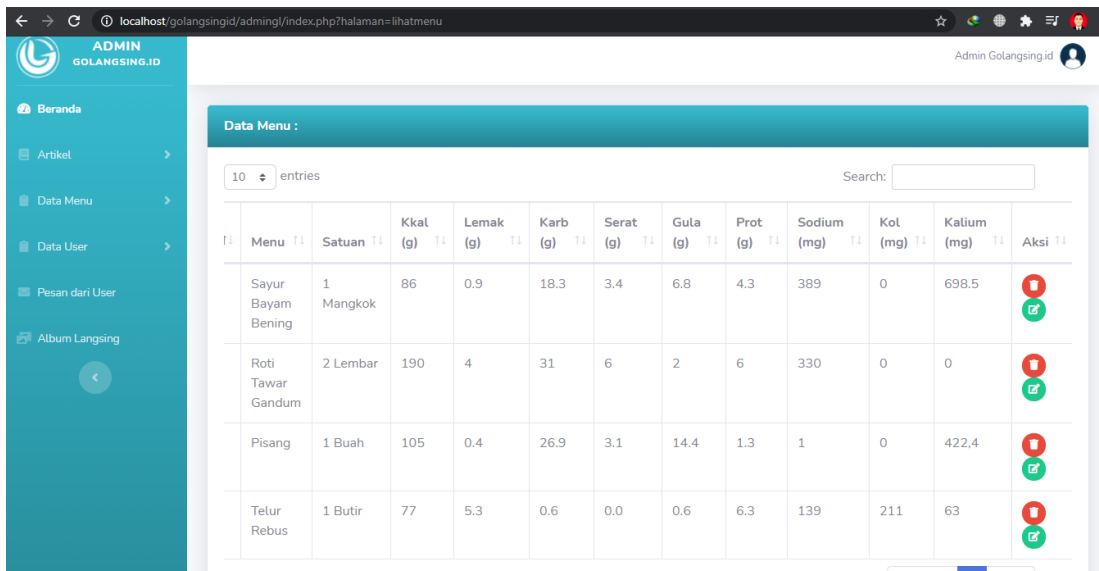 localhost/golangsingid/admingl/index.php?halaman=lihatmenu
ADMIN
GOLANGSING.ID
Admin Golangsing.id
Beranda
Artikel
Data Menu
Data User
Pesan dari User
Album Langsing
Data Menu :
10 entries
Search:
Menu Satuan Kkal (g) Lemak (g) Karb (g) Serat (g) Gula (g) Prot (g) Sodium (mg) Kol (mg) Kalium (mg) Aksi
Sayur Bayam Bening 1 Mangkok 86 0.9 18.3 3.4 6.8 4.3 389 0 698.5
Roti Tawar Gandum 2 Lembar 190 4 31 6 2 6 330 0 0
Pisang 1 Buah 105 0.4 26.9 3.1 14.4 1.3 1 0 422,4
Telur Rebus 1 Butir 77 5.3 0.6 0.0 0.6 6.3 139 211 63